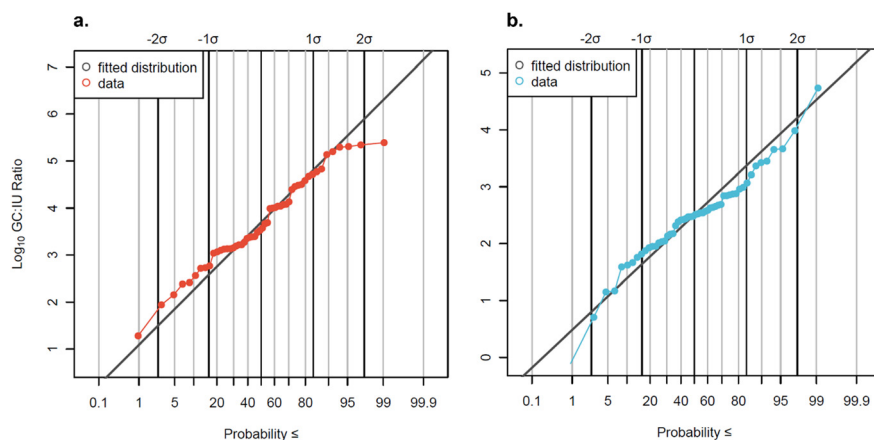 a.
-2σ -1σ 1σ 2σ
7
6
5
4
3
2
1
fitted distribution
data
Log10 GC:IU Ratio
0.1 1 5 20 40 60 80 95 99 99.9
Probability ≤
b.
-2σ -1σ 1σ 2σ
5
4
3
2
1
0
fitted distribution
data
0.1 1 5 20 40 60 80 95 99 99.9
Probability ≤